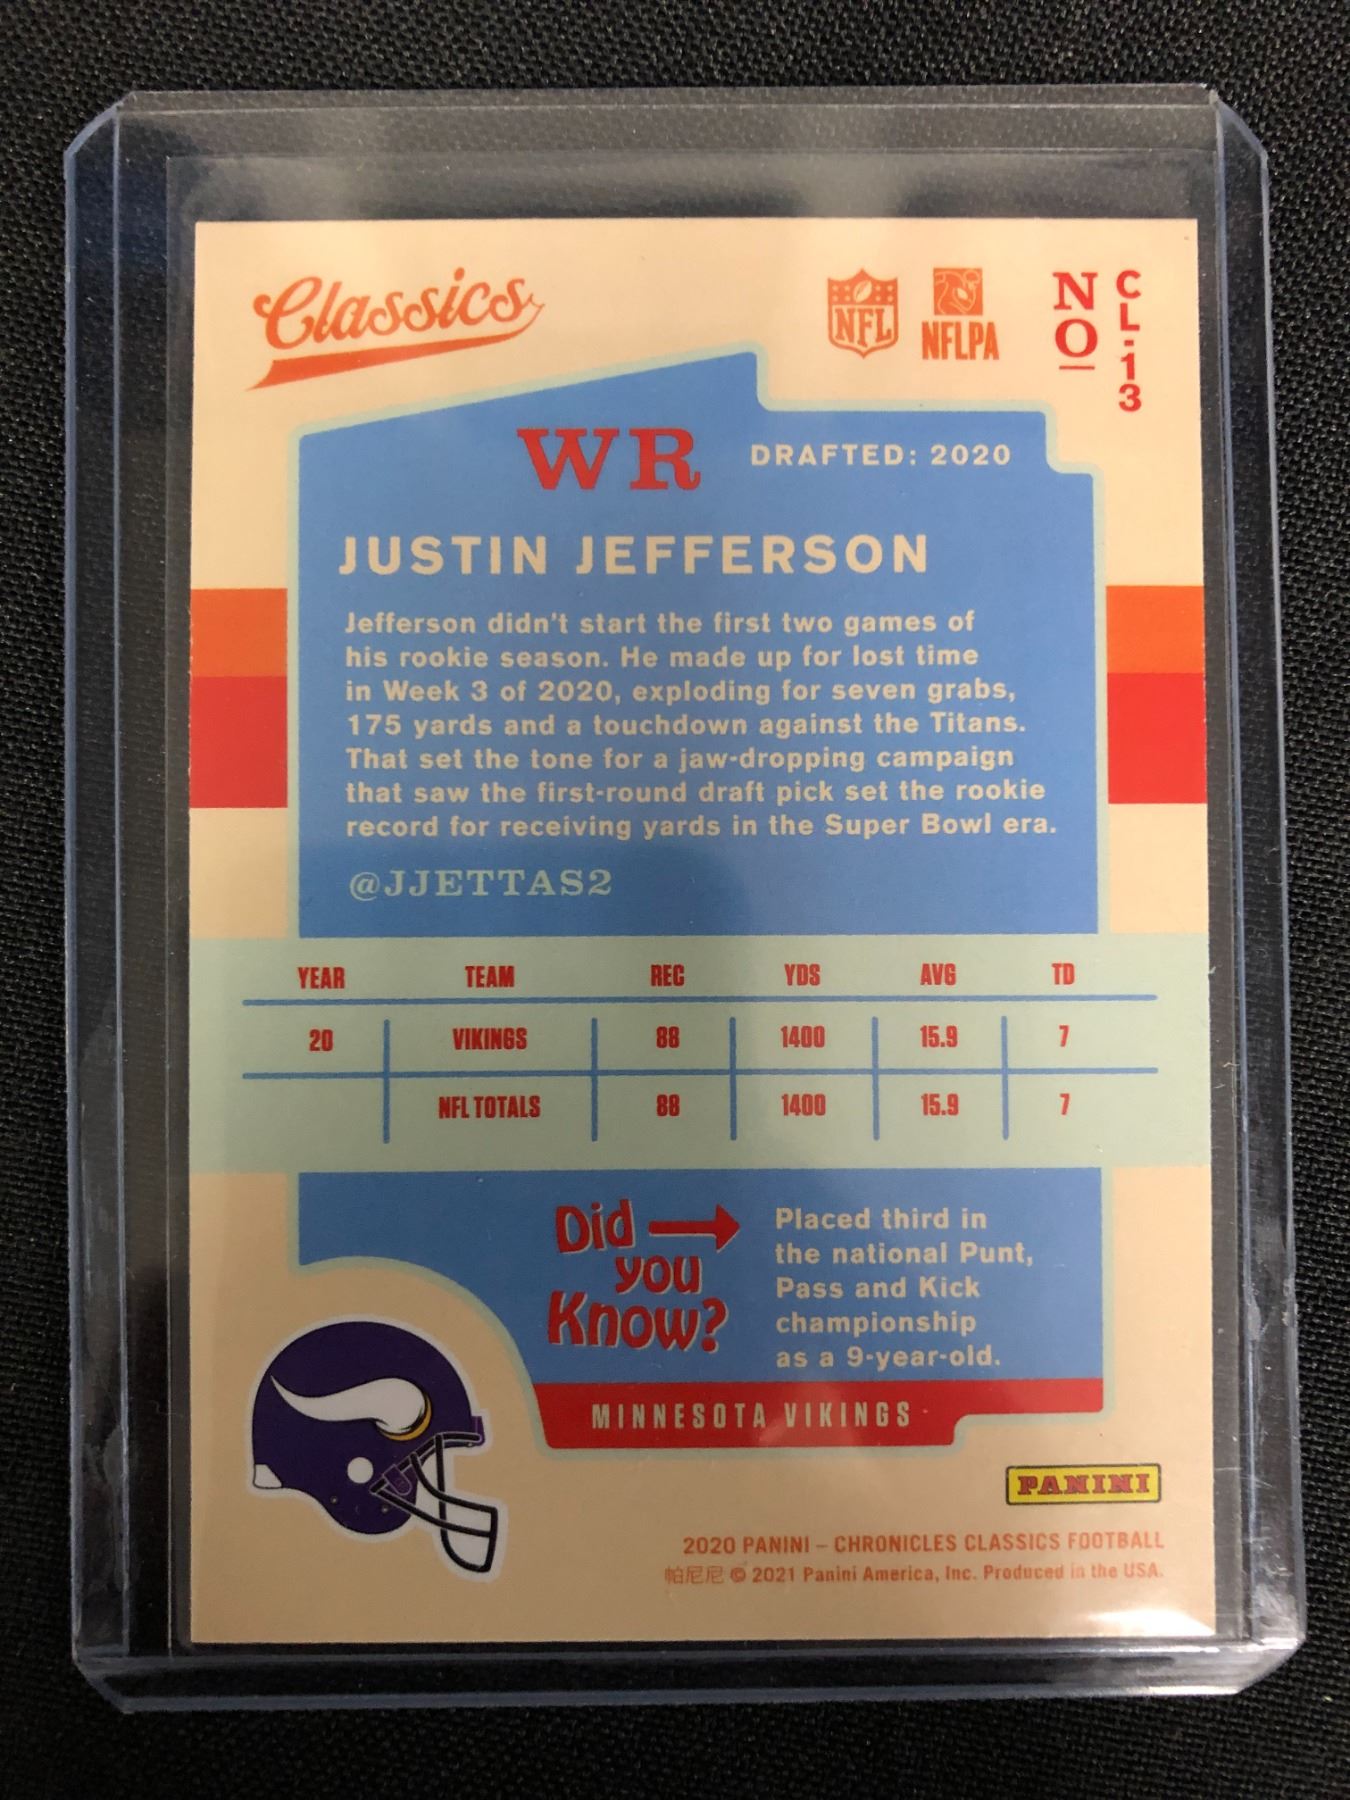 Classics
NFL
NFLPA
NO
CL-13
WR DRAFTED: 2020
JUSTIN JEFFERSON
Jefferson didn't start the first two games of
his rookie season. He made up for lost time
in Week 3 of 2020, exploding for seven grabs,
175 yards and a touchdown against the Titans.
That set the tone for a jaw-dropping campaign
that saw the first-round draft pick set the rookie
record for receiving yards in the Super Bowl era.
@JJETTAS2
YEAR TEAM REC YDS AVG TD
20 VIKINGS 88 1400 15.9 7
NFL TOTALS 88 1400 15.9 7
Did
you
Know?
Placed third in
the national Punt,
Pass and Kick
championship
as a 9-year-old.
MINNESOTA VIKINGS
PANINI
2020 PANINI – CHRONICLES CLASSICS FOOTBALL
帕尼尼 © 2021 Panini America, Inc. Produced in the USA.